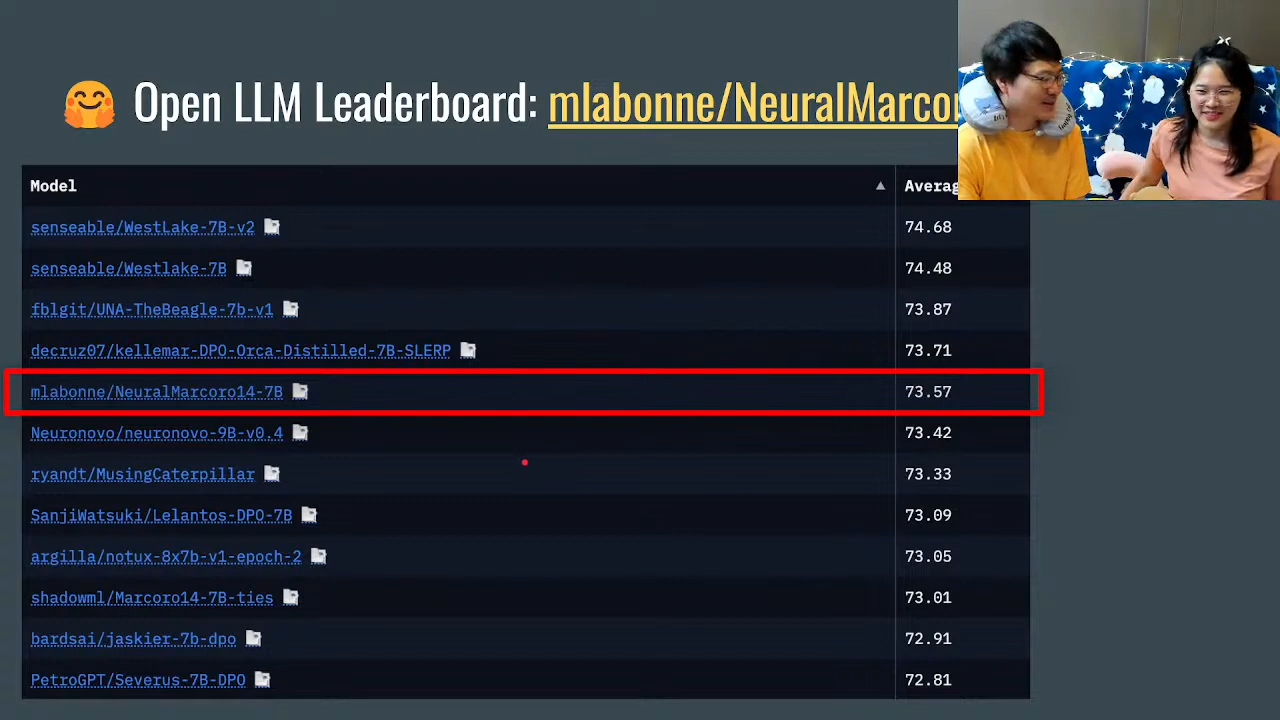 🤗 Open LLM Leaderboard: mlabonne/NeuralMarcor
Model ▲ Averag
senseable/WestLake-7B-v2 74.68
senseable/Westlake-7B 74.48
fblgit/UNA-TheBeagle-7b-v1 73.87
decruz07/kellemar-DPO-Orca-Distilled-7B-SLERP 73.71
mlabonne/NeuralMarcoro14-7B 73.57
Neuronovo/neuronovo-9B-v0.4 73.42
ryandt/MusingCaterpillar 73.33
SanjiWatsuki/Lelantos-DPO-7B 73.09
argilla/notux-8x7b-v1-epoch-2 73.05
shadowml/Marcoro14-7B-ties 73.01
bardsai/jaskier-7b-dpo 72.91
PetroGPT/Severus-7B-DPO 72.81